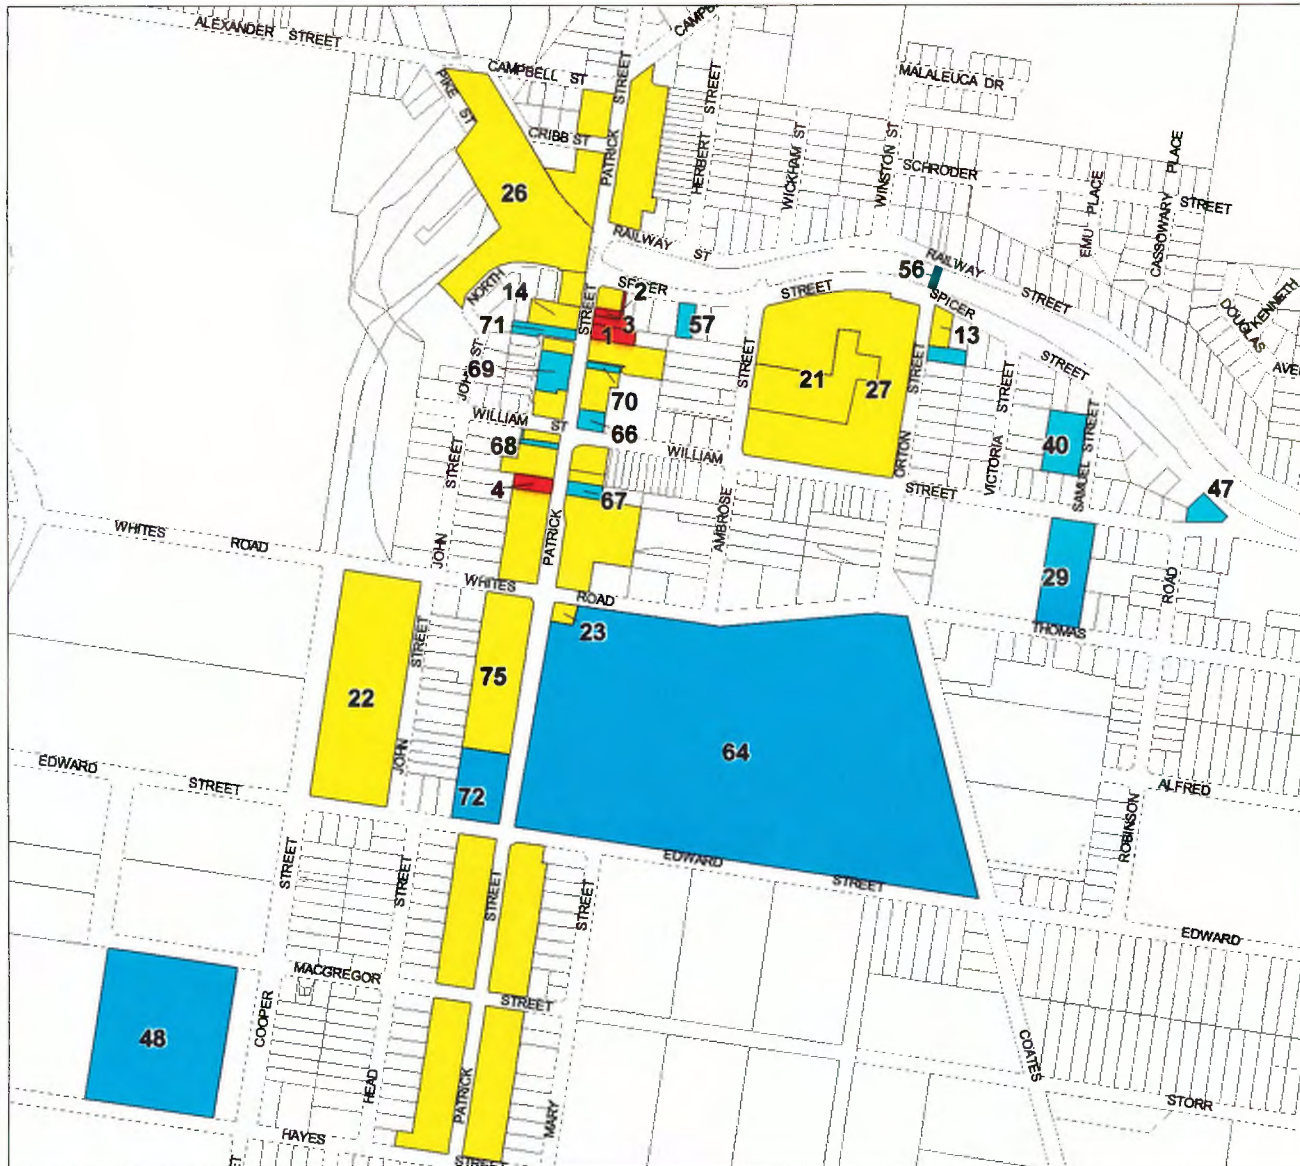 ALEXANDER STREET
CAMPBELL ST
STREET
PIKE ST
STREET
MALALEUCA DR
CRIBB ST
PATRICK
HERBERT
WICKHAM ST
WINSTON ST
SCHRODER
STREET
EMU PLACE
CASSOWARY PLACE
26
RAILWAY ST
56
RAILWAY
STREET
NORTH
14
STREET
SPICER
2
STREET
SPICER
DOUGLAS
KENNETH
71
3
1
57
13
STREET
69
JOHN ST
21
27
STREET
STREET
STREET
70
WILLIAM ST
66
68
WILLIAM
ORTON
VICTORIA
40
SAMUEL STREET
47
STREET
4
67
STREET
AMBROSE
WHITES ROAD
JOHN
PATRICK
WHITES ROAD
29
ROAD
THOMAS
23
STREET
22
75
64
EDWARD STREET
JOHN
72
ALFRED
ROBINSON
EDWARD STREET
STREET
STREET
STREET
STREET
EDWARD
MACGREGOR STREET
48
COOPER
COATES
HEAD
PATRICK
MARY
STORR
HAYES
STREET